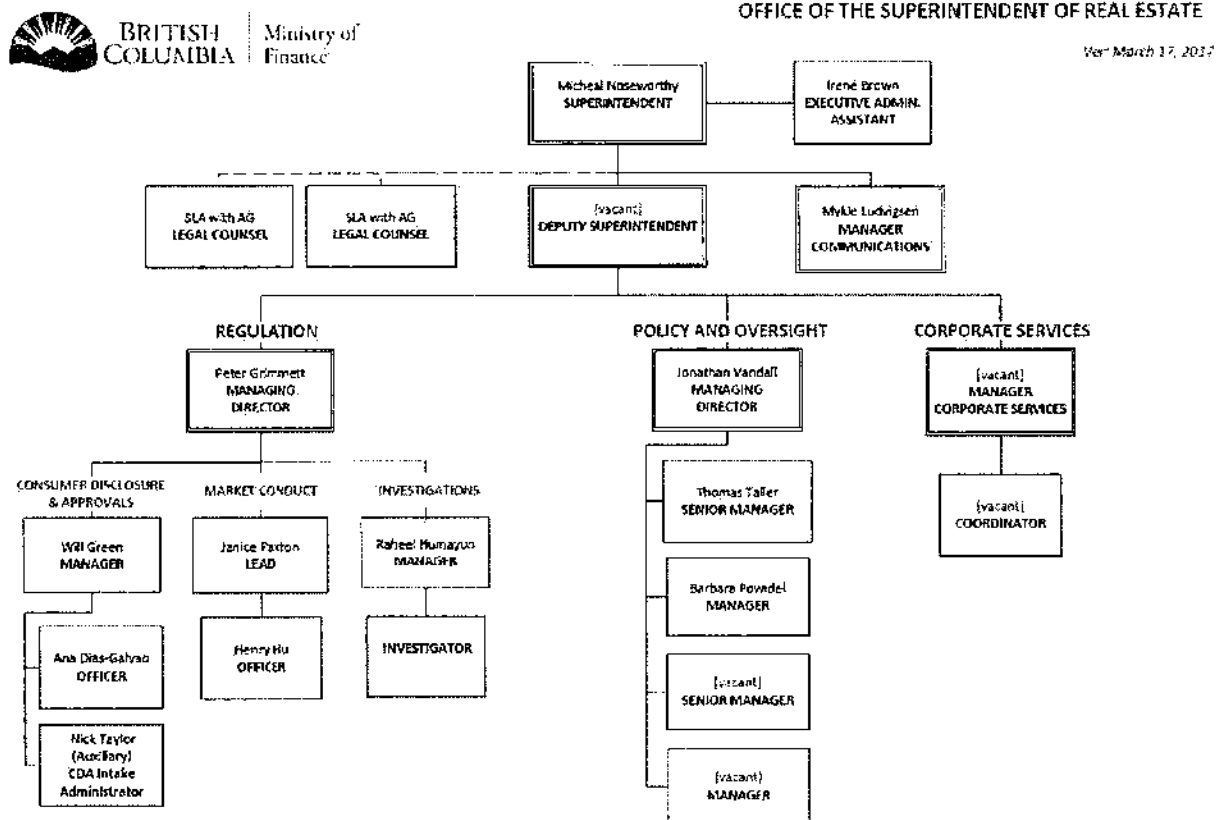 BRITISH
COLUMBIA
Ministry of
Finance
OFFICE OF THE SUPERINTENDENT OF REAL ESTATE
Ver: March 17, 2017
Micheal Noseworthy
SUPERINTENDENT
Irene Brown
EXECUTIVE ADMIN.
ASSISTANT
SLA with AG
LEGAL COUNSEL
SLA with AG
LEGAL COUNSEL
[vacant]
DEPUTY SUPERINTENDENT
Mykle Ludvigsen
MANAGER
COMMUNICATIONS
REGULATION
POLICY AND OVERSIGHT
CORPORATE SERVICES
Peter Grimmett
MANAGING
DIRECTOR
Jonathan Vandall
MANAGING
DIRECTOR
[vacant]
MANAGER
CORPORATE SERVICES
CONSUMER DISCLOSURE
& APPROVALS
MARKET CONDUCT
INVESTIGATIONS
Will Green
MANAGER
Janice Paxton
LEAD
Raheel Humayun
MANAGER
Thomas Taller
SENIOR MANAGER
[vacant]
COORDINATOR
Barbara
MANAGER
Ana Dias-Galvao
OFFICER
Henry Hu
OFFICER
INVESTIGATOR
[vacant]
SENIOR MANAGER
Nick Taylor
(Auxiliary)
CDA Intake
Administrator
[vacant]
MANAGER